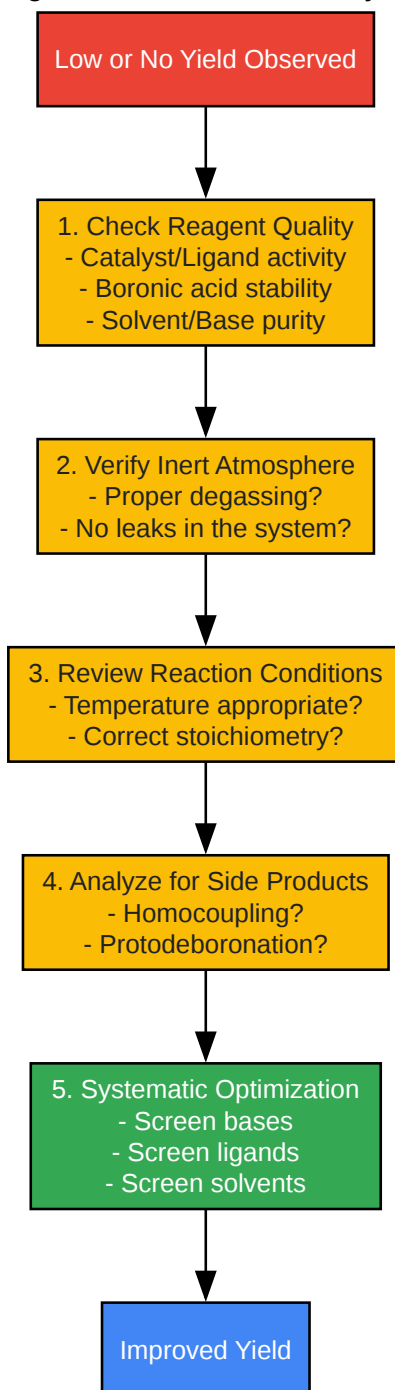 Low or No Yield Observed
1. Check Reagent Quality
- Catalyst/Ligand activity
- Boronic acid stability
- Solvent/Base purity
2. Verify Inert Atmosphere
- Proper degassing?
- No leaks in the system?
3. Review Reaction Conditions
- Temperature appropriate?
- Correct stoichiometry?
4. Analyze for Side Products
- Homocoupling?
- Protodeboronation?
5. Systematic Optimization
- Screen bases
- Screen ligands
- Screen solvents
Improved Yield